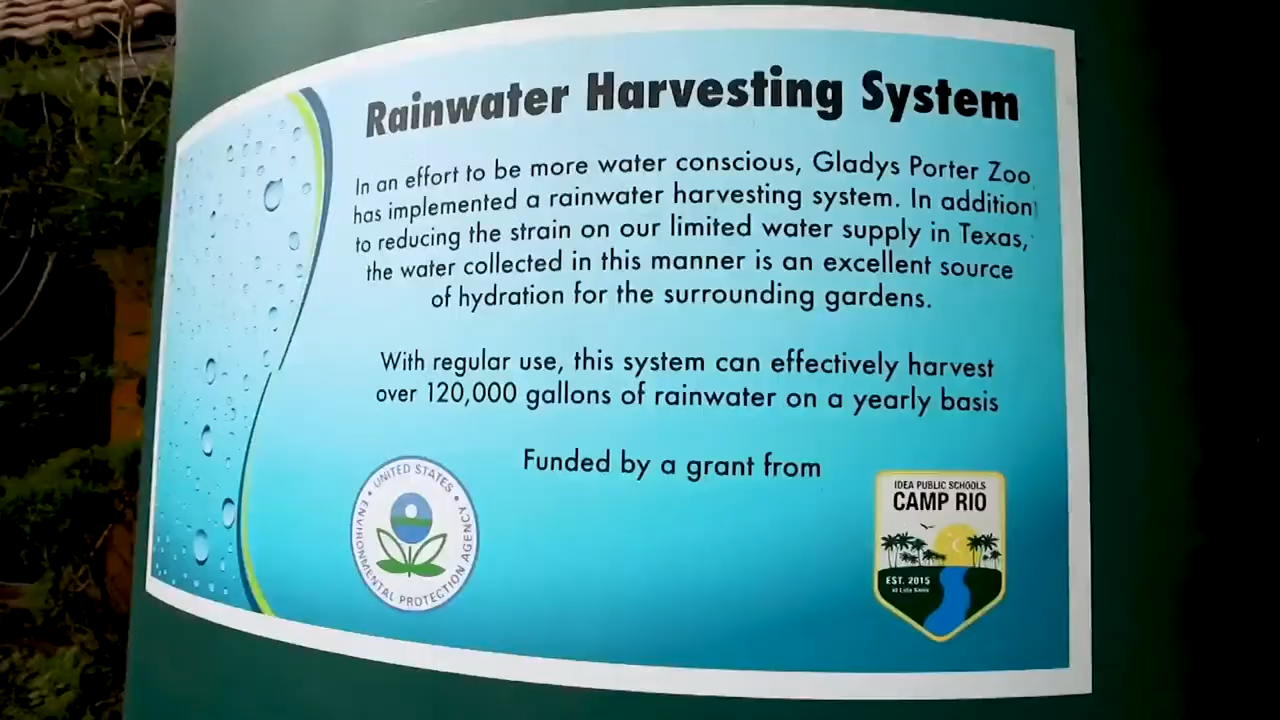 Rainwater Harvesting System
In an effort to be more water conscious, Gladys Porter Zoo
has implemented a rainwater harvesting system. In addition
to reducing the strain on our limited water supply in Texas,
the water collected in this manner is an excellent source
of hydration for the surrounding gardens.
With regular use, this system can effectively harvest
over 120,000 gallons of rainwater on a yearly basis
Funded by a grant from
UNITED STATES
ENVIRONMENTAL PROTECTION AGENCY
IDEA PUBLIC SCHOOLS
CAMP RIO
EST. 2015